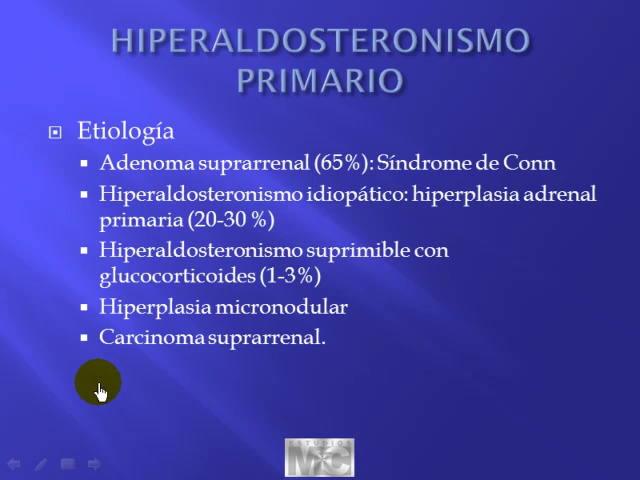 HIPERALDOSTERONISMO
PRIMARIO
Etiología
Adenoma suprarrenal (65%): Síndrome de Conn
Hiperaldosteronismo idiopático: hiperplasia adrenal
primaria (20-30 %)
Hiperaldosteronismo suprimible con
glucocorticoides (1-3%)
Hiperplasia micronodular
Carcinoma suprarrenal.
ESTUDIOS
MC